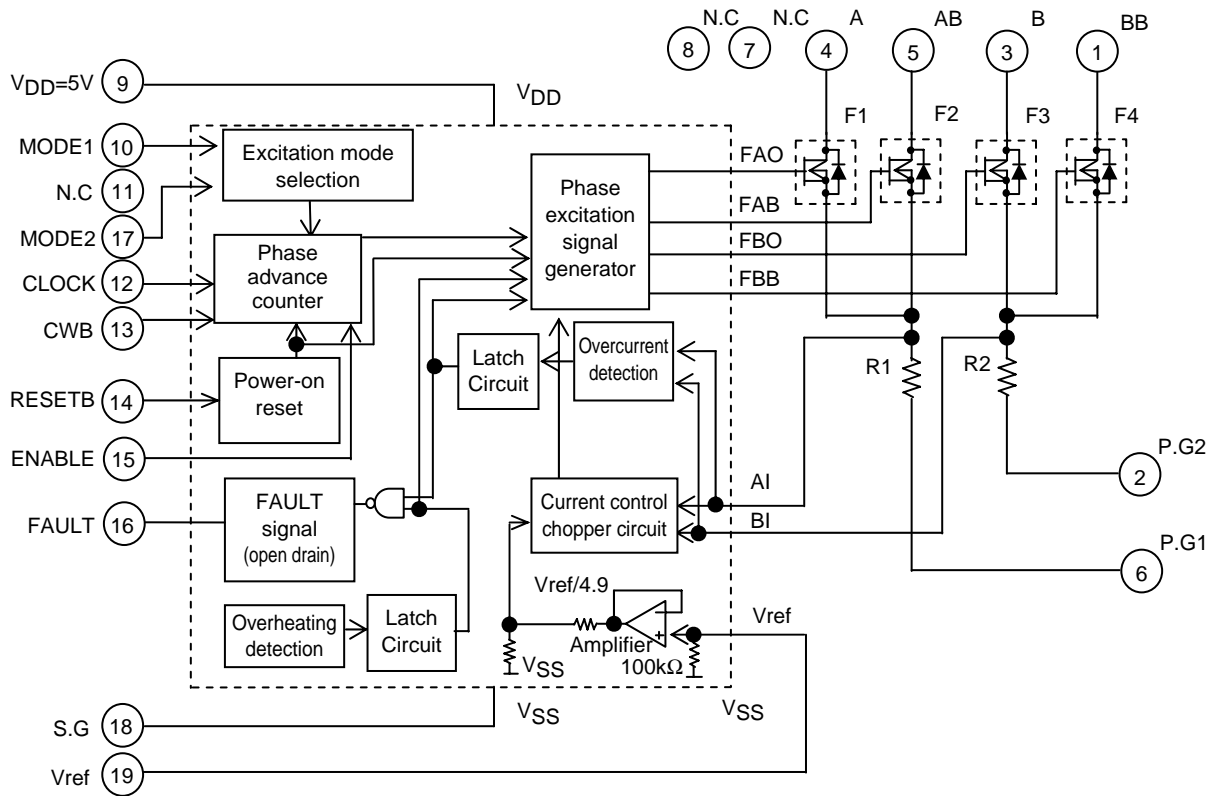 N.C
N.C
A
AB
B
BB
8
7
4
5
3
1
VDD=5V
9
VDD
MODE1
10
N.C
11
MODE2
17
CLOCK
12
CWB
13
RESETB
14
ENABLE
15
FAULT
16
Excitation mode
selection
Phase
advance
counter
Power-on
reset
FAULT
signal
(open drain)
Overheating
detection
Latch
Circuit
Latch
Circuit
Overcurrent
detection
Phase
excitation
signal
generator
Current control
chopper circuit
Vref/4.9
Amplifier
+
100kΩ
VSS
FAO
FAB
FBO
FBB
F1
F2
F3
F4
R1
R2
AI
BI
Vref
P.G2
2
P.G1
6
VSS
VSS
S.G
18
Vref
19